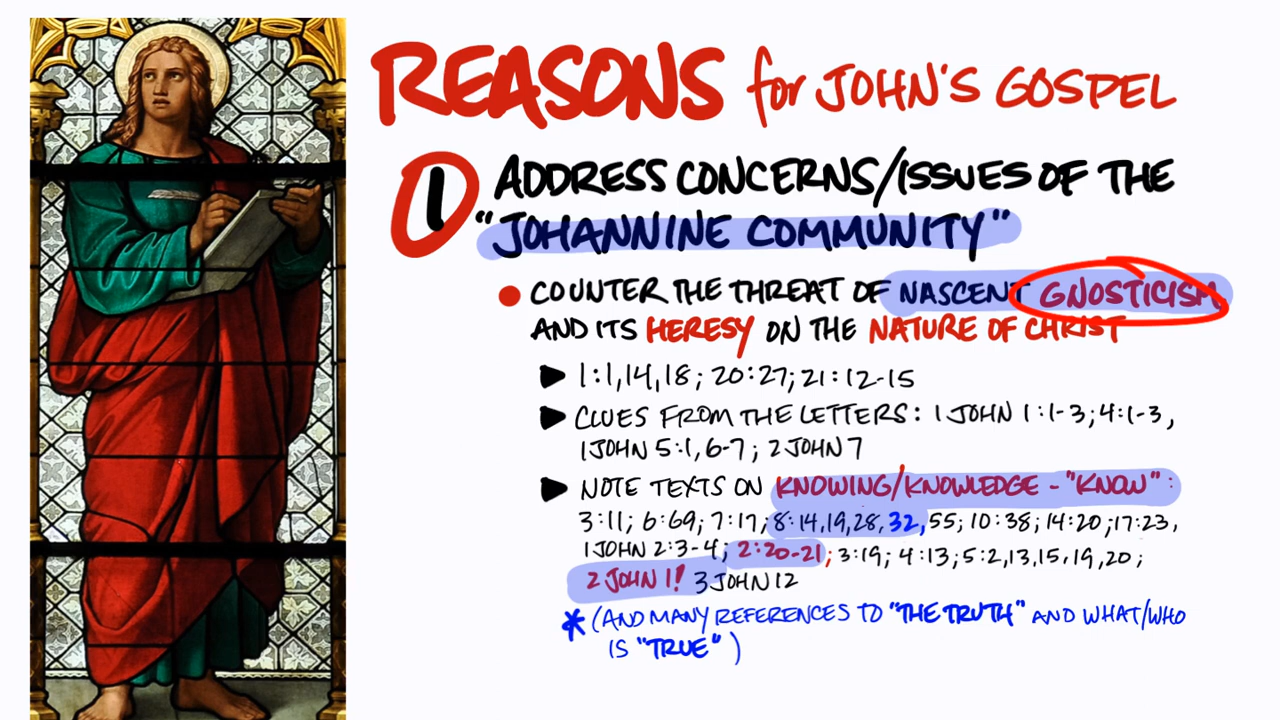 REASONS for JOHN'S GOSPEL
1 ADDRESS CONCERNS/ISSUES OF THE
"JOHANNINE COMMUNITY"
● COUNTER THE THREAT OF NASCENT GNOSTICISM
AND ITS HERESY ON THE NATURE OF CHRIST
▶ 1:1,14,18; 20:27; 21:12-15
▶ CLUES FROM THE LETTERS: 1 JOHN 1:1-3; 4:1-3,
1 JOHN 5:1, 6-7; 2 JOHN 7
▶ NOTE TEXTS ON KNOWING/KNOWLEDGE - "KNOW":
3:11; 6:69; 7:17; 8:14,19,28,32,55; 10:38; 14:20; 17:23,
1 JOHN 2:3-4; 2:20-21; 3:19; 4:13; 5:2,13,15,19,20;
2 JOHN 1! 3 JOHN 12
* (AND MANY REFERENCES TO "THE TRUTH" AND WHAT/WHO
IS "TRUE")